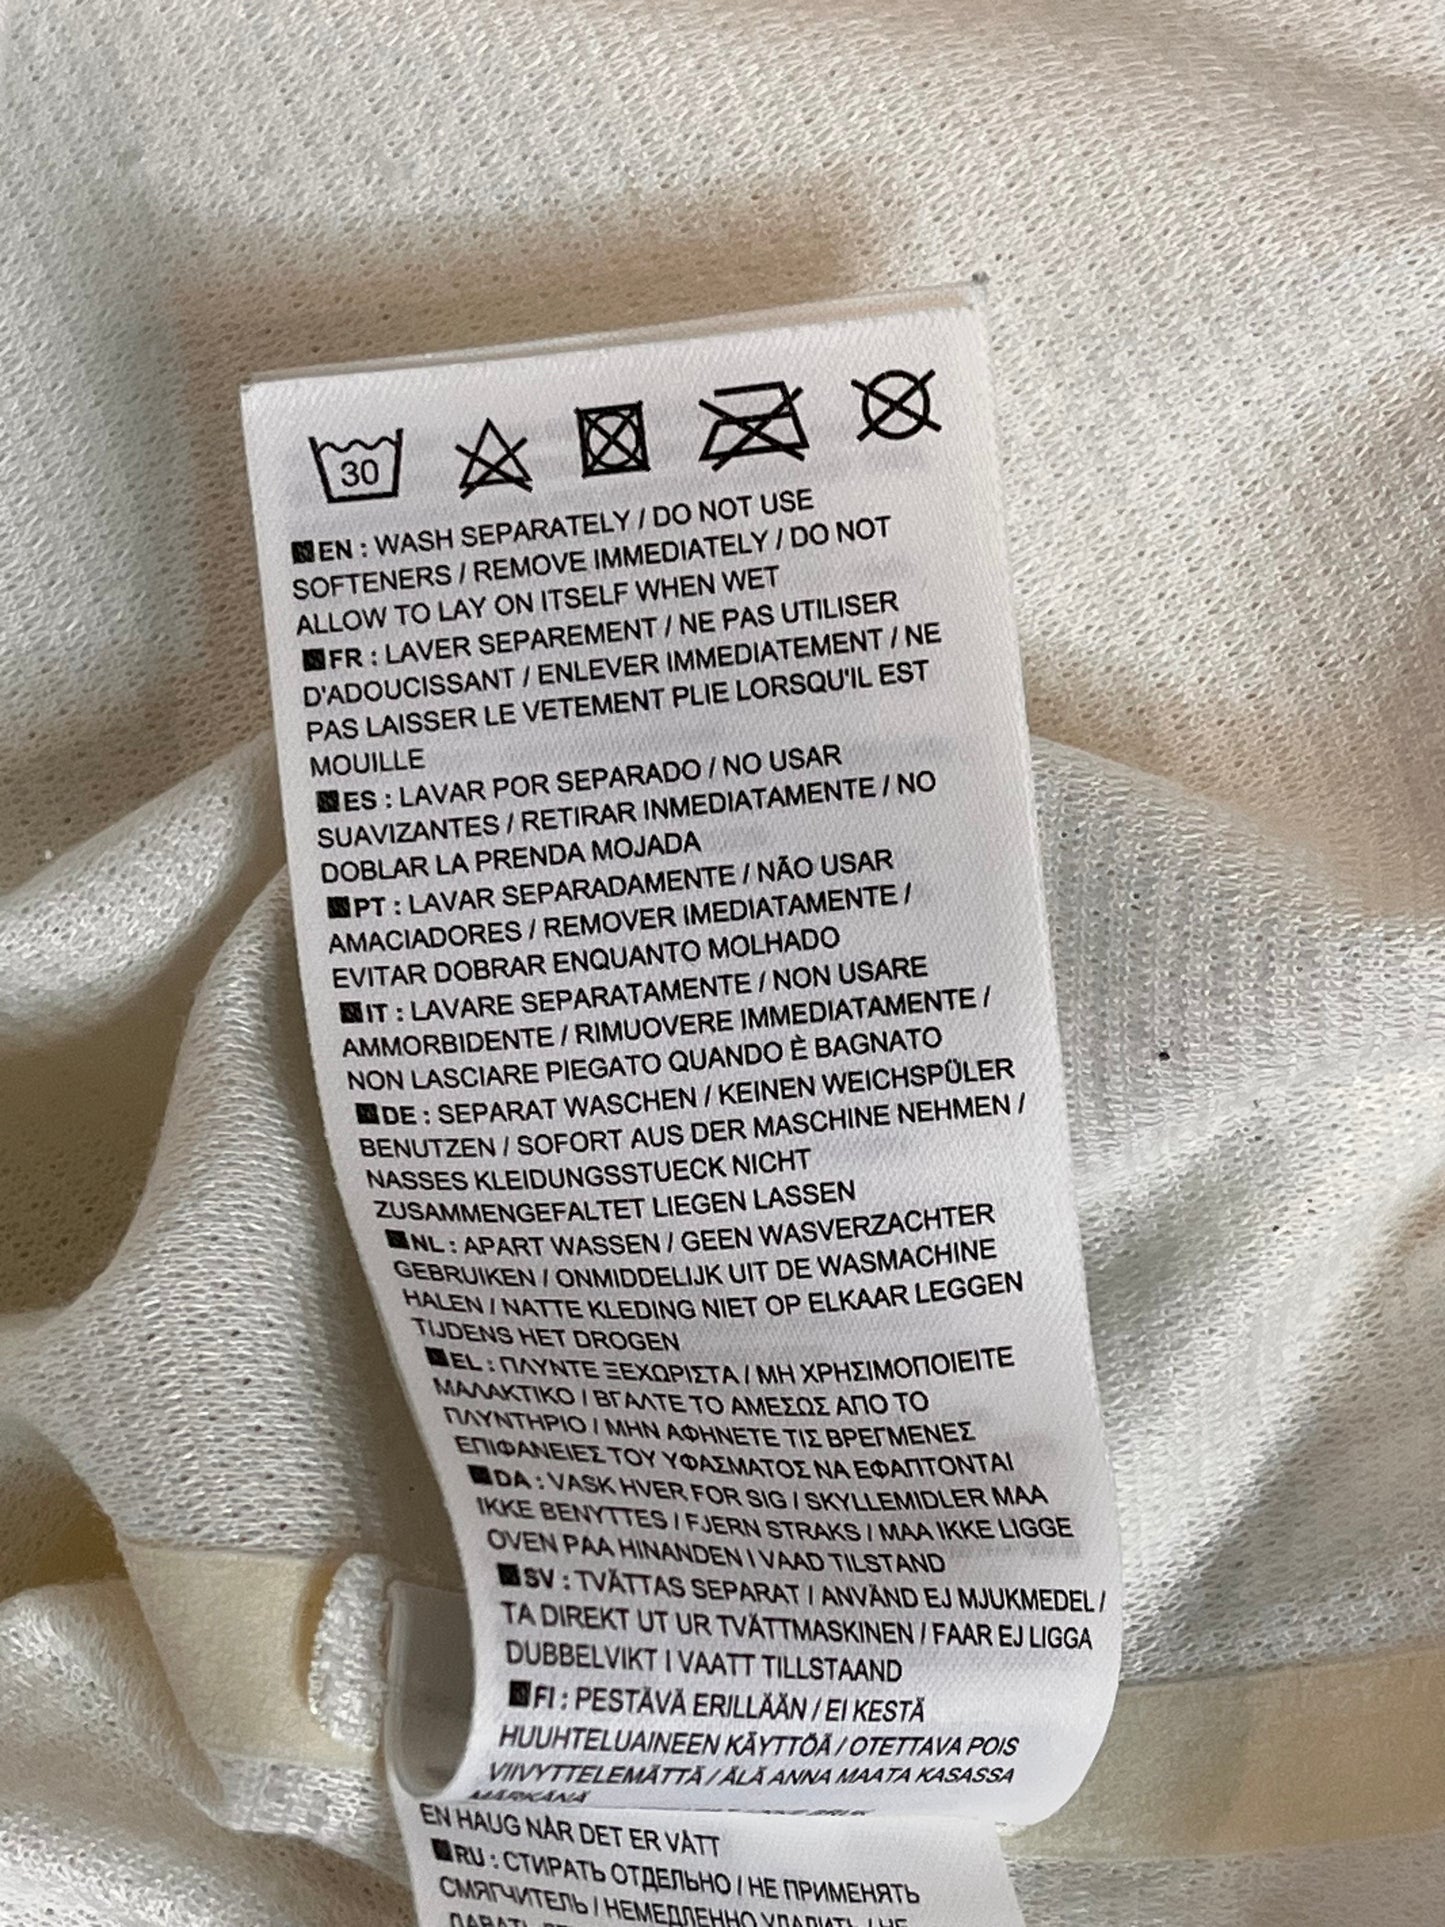 30
EN : WASH SEPARATELY / DO NOT USE
SOFTENERS / REMOVE IMMEDIATELY / DO NOT
ALLOW TO LAY ON ITSELF WHEN WET
FR : LAVER SEPAREMENT / NE PAS UTILISER
D'ADOUCISSANT / ENLEVER IMMEDIATEMENT / NE
PAS LAISSER LE VETEMENT PLIE LORSQU'IL EST
MOUILLE
ES : LAVAR POR SEPARADO / NO USAR
SUAVIZANTES / RETIRAR INMEDIATAMENTE / NO
DOBLAR LA PRENDA MOJADA
PT : LAVAR SEPARADAMENTE / NÃO USAR
AMACIADORES / REMOVER IMEDIATAMENTE /
EVITAR DOBRAR ENQUANTO MOLHADO
IT : LAVARE SEPARATAMENTE / NON USARE
AMMORBIDENTE / RIMUOVERE IMMEDIATAMENTE /
NON LASCIARE PIEGATO QUANDO È BAGNATO
DE : SEPARAT WASCHEN / KEINEN WEICHSPÜLER
BENUTZEN / SOFORT AUS DER MASCHINE NEHMEN /
NASSES KLEIDUNGSSTUECK NICHT
ZUSAMMENGEFALTET LIEGEN LASSEN
NL : APART WASSEN / GEEN WASVERZACHTER
GEBRUIKEN / ONMIDDELIJK UIT DE WASMACHINE
HALEN / NATTE KLEDING NIET OP ELKAAR LEGGEN
TIJDENS HET DROGEN
EL : ΠΛΥΝΤΕ ΞΕΧΩΡΙΣΤΑ / ΜΗ ΧΡΗΣΙΜΟΠΟΙΕΙΤΕ
ΜΑΛΑΚΤΙΚΟ / ΒΓΑΛΤΕ ΤΟ ΑΜΕΣΩΣ ΑΠΟ ΤΟ
ΠΛΥΝΤΗΡΙΟ / ΜΗΝ ΑΦΗΝΕΤΕ ΤΙΣ ΒΡΕΓΜΕΝΕΣ
ΕΠΙΦΑΝΕΙΕΣ ΤΟΥ ΥΦΑΣΜΑΤΟΣ ΝΑ ΕΦΑΠΤΟΝΤΑΙ
DA : VASK HVER FOR SIG / SKYLLEMIDLER MAA
IKKE BENYTTES / FJERN STRAKS / MAA IKKE LIGGE
OVEN PAA HINANDEN I VAAD TILSTAND
SV : TVÄTTAS SEPARAT / ANVÄND EJ MJUKMEDEL /
TA DIREKT UT UR TVÄTTMASKINEN / FAAR EJ LIGGA
DUBBELVIKT I VAATT TILLSTAAND
FI : PESTÄVÄ ERILLÄÄN / EI KESTÄ
HUUHTELUAINEEN KÄYTTÖÄ / OTETTAVA POIS
VIIVYTTELEMÄTTÄ / ÄLÄ ANNA MAATA KASASSA
MÄRKÄNÄ
EN HAUG NÅR DET ER VÅTT
RU : СТИРАТЬ ОТДЕЛЬНО / НЕ ПРИМЕНЯТЬ
СМЯГЧИТЕЛЬ / НЕМЕДЛЕННО УДАЛИТЬ / НЕ